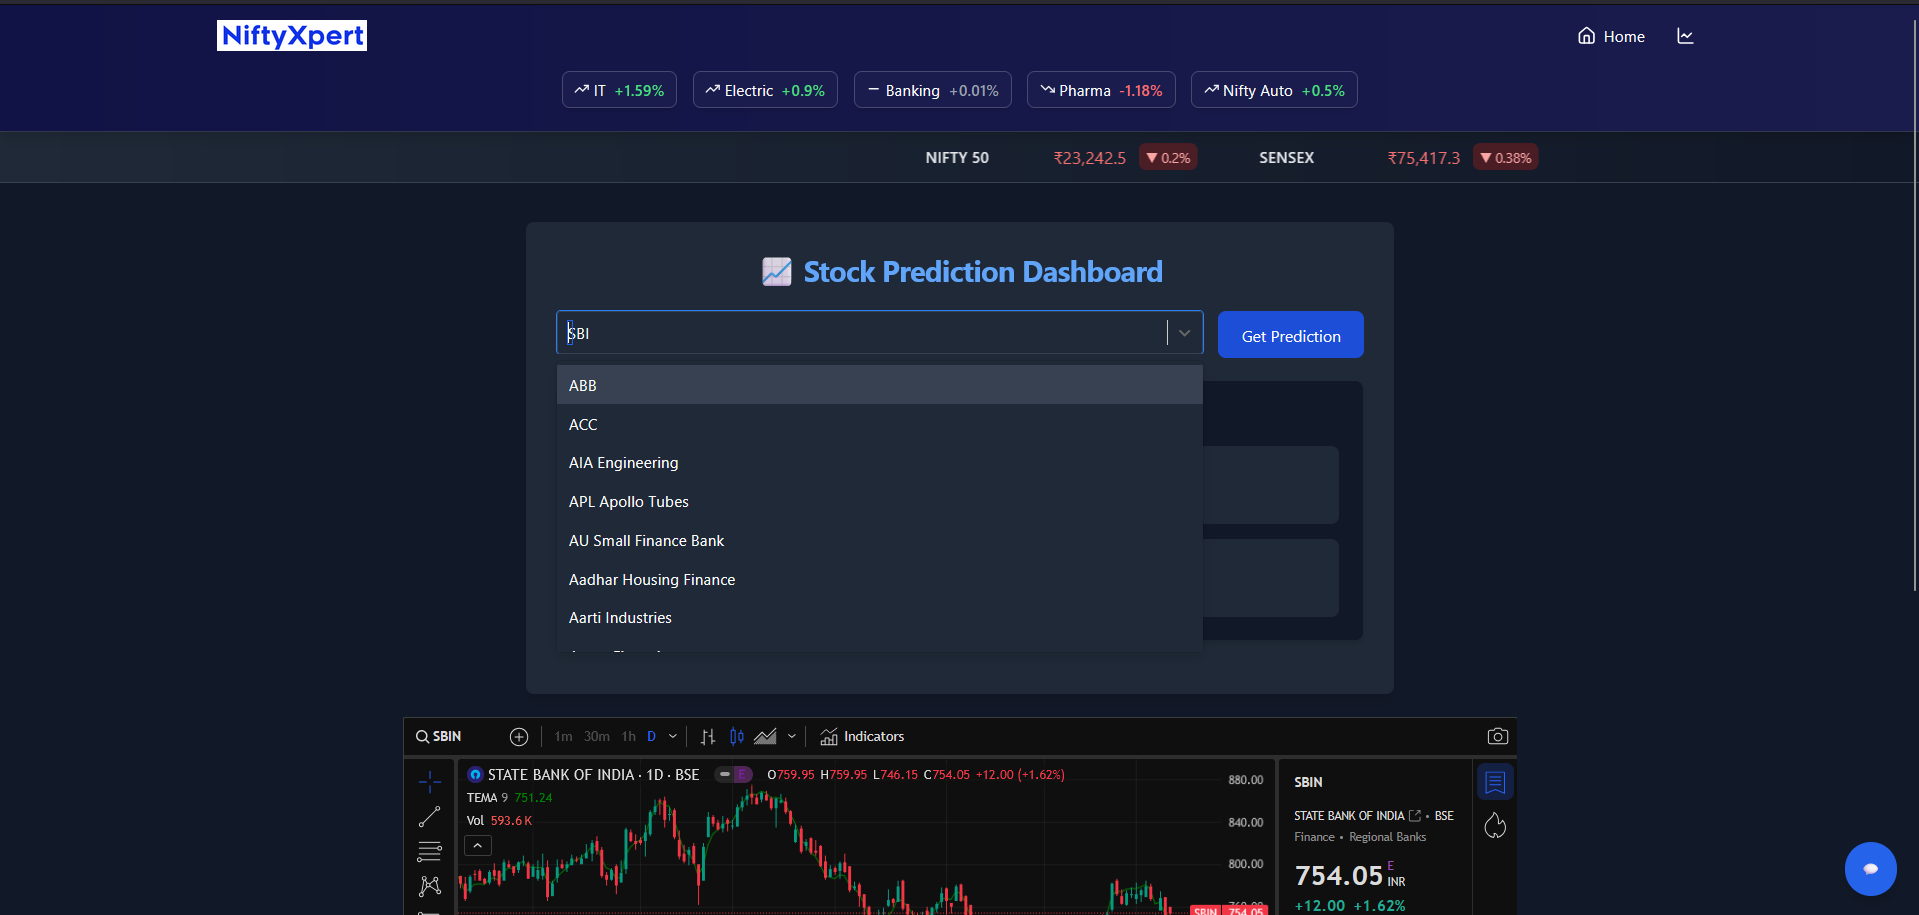 NiftyXpert
Home
IT +1.59%
Electric +0.9%
Banking +0.01%
Pharma -1.18%
Nifty Auto +0.5%
NIFTY 50 ₹23,242.5 ▼ 0.2% SENSEX ₹75,417.3 ▼ 0.38%
Stock Prediction Dashboard
SBI
Get Prediction
ABB
ACC
AIA Engineering
APL Apollo Tubes
AU Small Finance Bank
Aadhar Housing Finance
Aarti Industries
SBIN 1m 30m 1h D Indicators
STATE BANK OF INDIA · 1D · BSE E O759.95 H759.95 L746.15 C754.05 +12.00 (+1.62%)
TEMA 9 751.24
Vol 593.6 K
880.00
840.00
800.00
SBIN 754.05
SBIN
STATE BANK OF INDIA • BSE
Finance • Regional Banks
754.05 E INR
+12.00 +1.62%